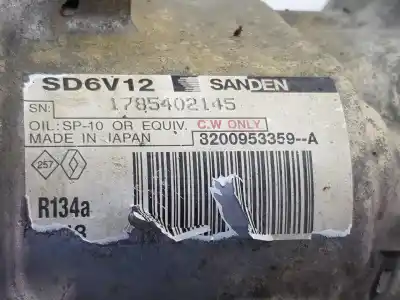 SD6V12 SANDEN
SN: 1785402145
OIL: SP-10 OR EQUIV. C.W ONLY
MADE IN JAPAN 8200953359--A
257
R134a